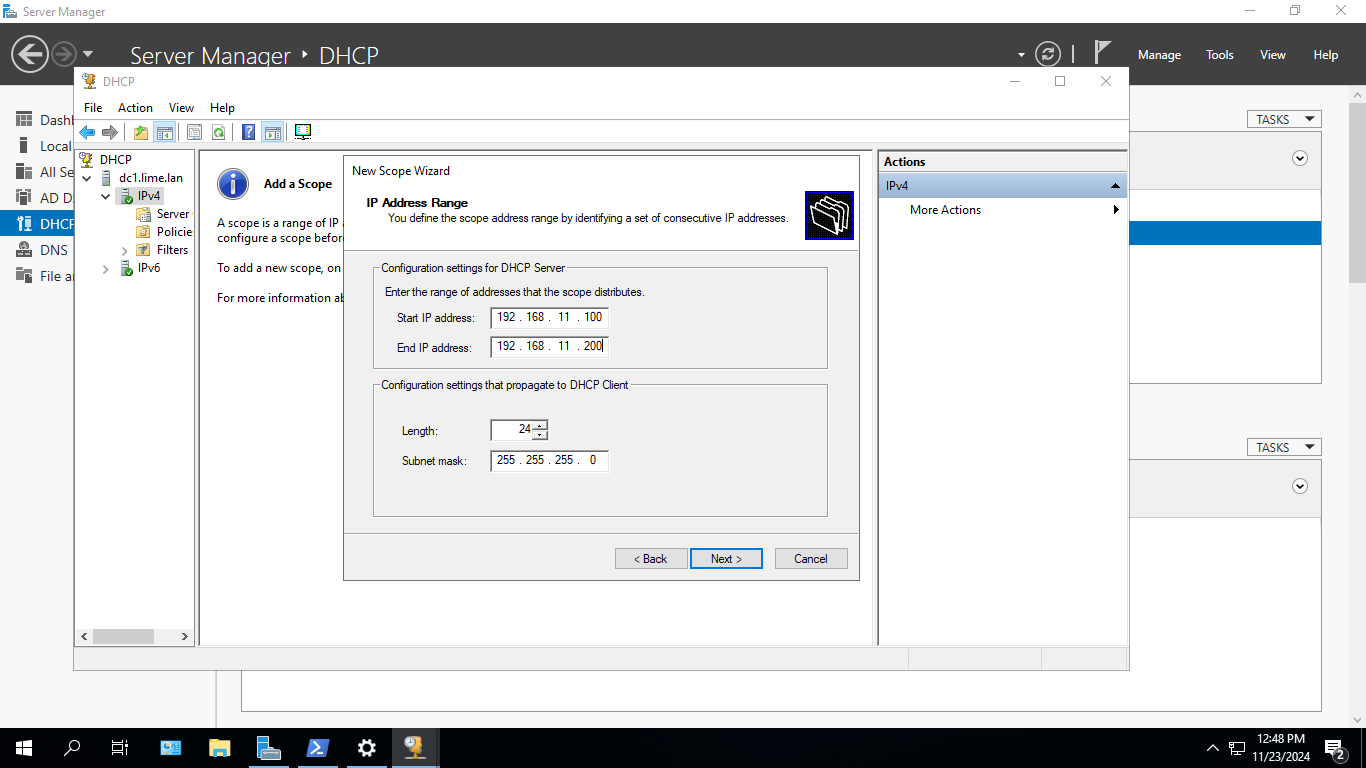 Server Manager
Server Manager • DHCP
Manage Tools View Help
DHCP
File Action View Help
Dashb
Local
All Se
AD D
DHCP
DNS
File an
DHCP
dc1.lime.lan
IPv4
Server
Policie
Filters
IPv6
Add a Scope
A scope is a range of IP
configure a scope before
To add a new scope, on
For more information ab
New Scope Wizard
IP Address Range
You define the scope address range by identifying a set of consecutive IP addresses.
Configuration settings for DHCP Server
Enter the range of addresses that the scope distributes.
Start IP address: 192 . 168 . 11 . 100
End IP address: 192 . 168 . 11 . 200
Configuration settings that propagate to DHCP Client
Length: 24
Subnet mask: 255 . 255 . 255 . 0
< Back Next > Cancel
Actions
IPv4
More Actions
TASKS
TASKS
12:48 PM
11/23/2024
2